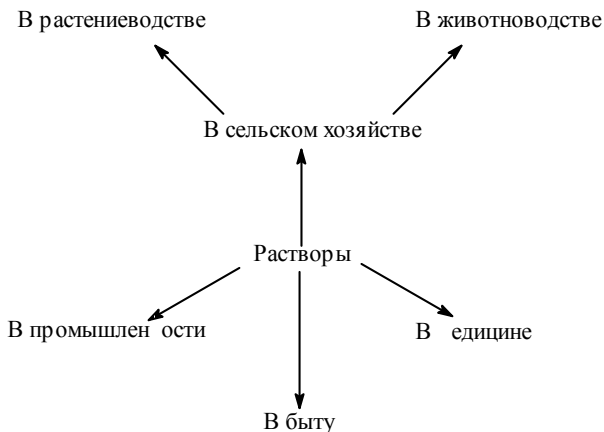 В растениеводстве
В животноводстве
В сельском хозяйстве
Растворы
В промышлен ости
В едицине
В быту